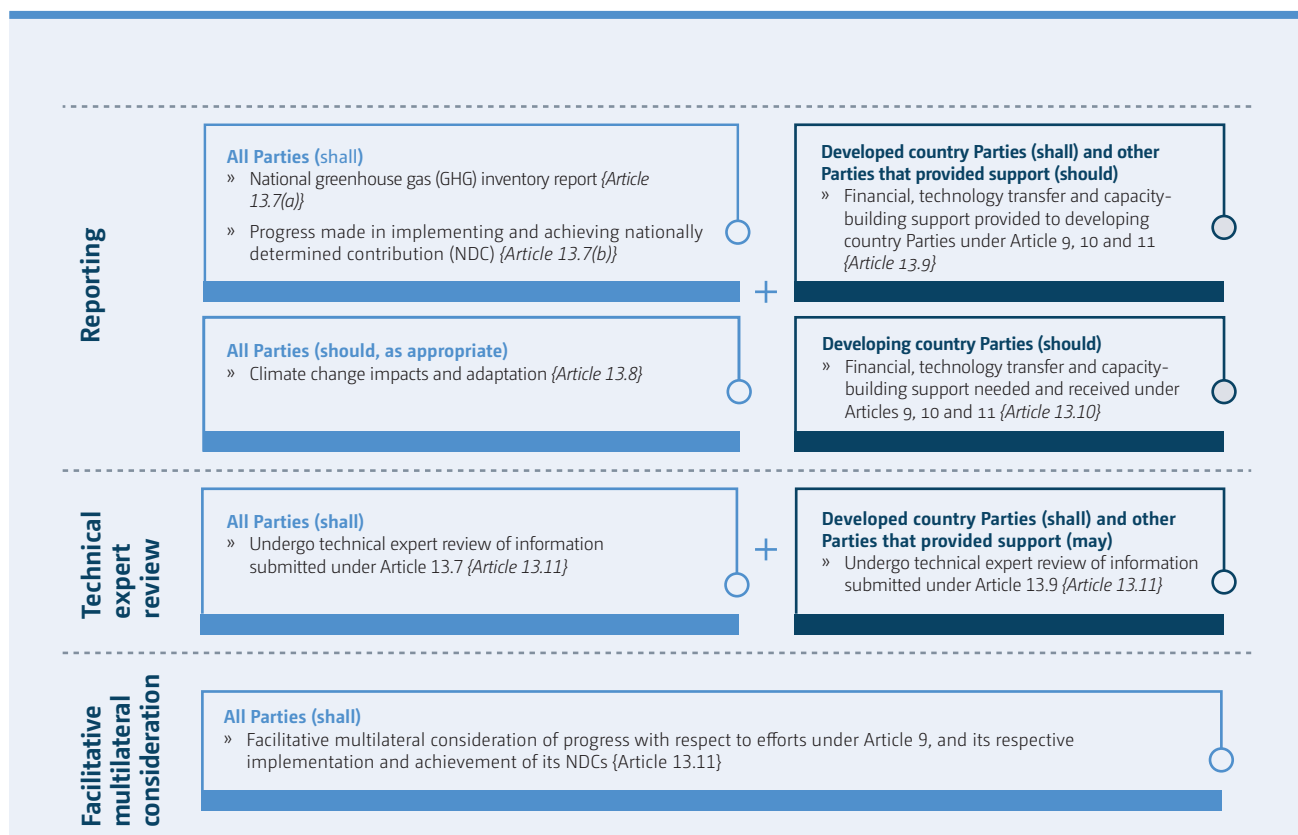 Reporting
All Parties (shall)
» National greenhouse gas (GHG) inventory report {Article
13.7(a)}
» Progress made in implementing and achieving nationally
determined contribution (NDC) {Article 13.7(b)}
+
Developed country Parties (shall) and other
Parties that provided support (should)
» Financial, technology transfer and capacity-
building support provided to developing
country Parties under Article 9, 10 and 11
{Article 13.9}
All Parties (should, as appropriate)
» Climate change impacts and adaptation {Article 13.8}
Developing country Parties (should)
» Financial, technology transfer and capacity-
building support needed and received under
Articles 9, 10 and 11 {Article 13.10}
Technical
expert
review
All Parties (shall)
» Undergo technical expert review of information
submitted under Article 13.7 {Article 13.11}
+
Developed country Parties (shall) and other
Parties that provided support (may)
» Undergo technical expert review of information
submitted under Article 13.9 {Article 13.11}
Facilitative
multilateral
consideration
All Parties (shall)
» Facilitative multilateral consideration of progress with respect to efforts under Article 9, and its respective
implementation and achievement of its NDCs {Article 13.11}